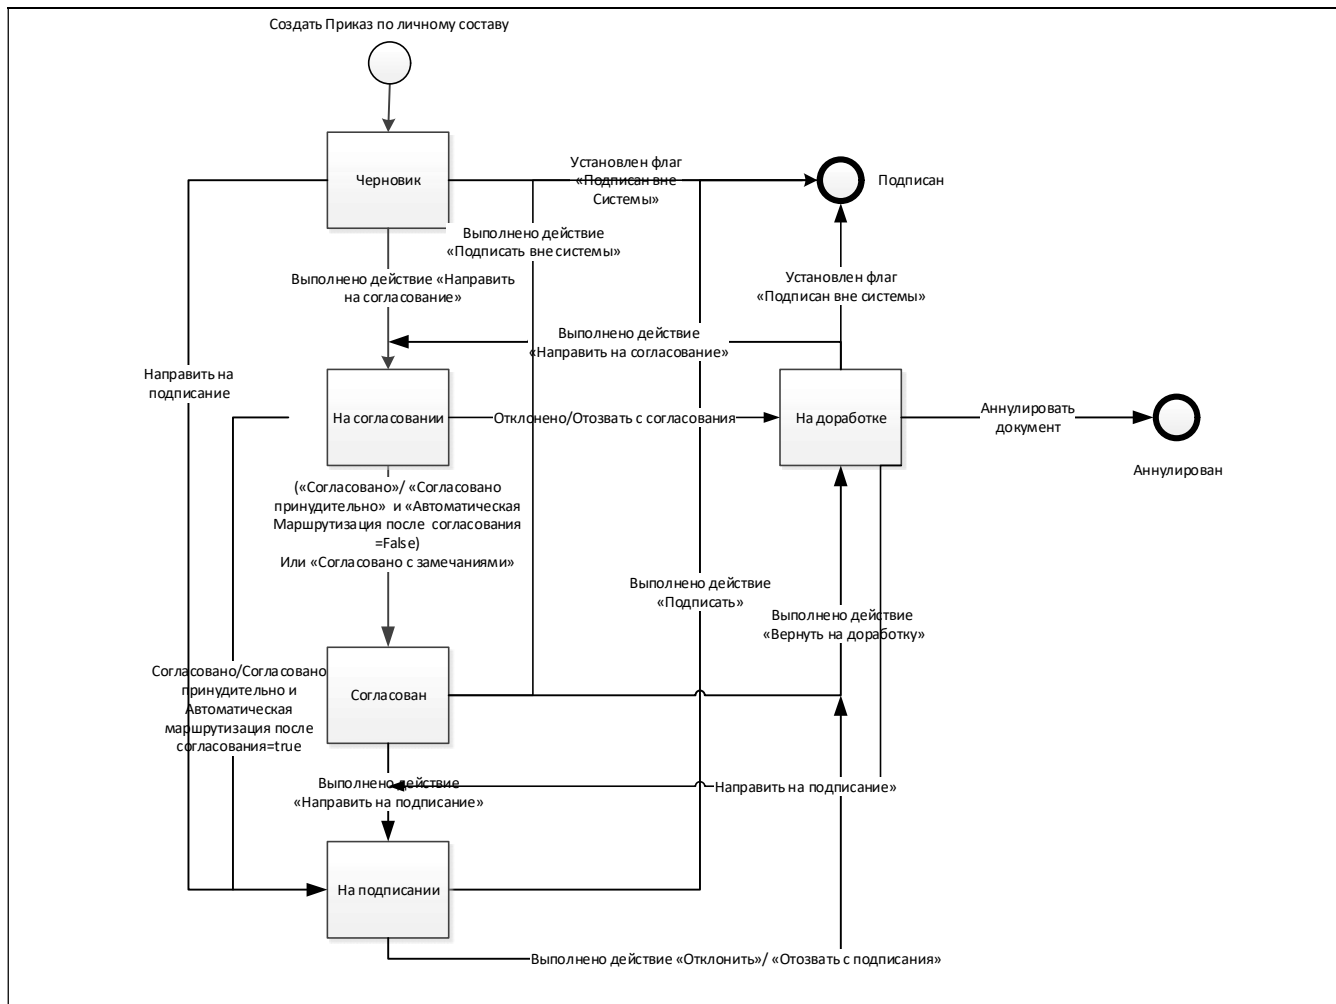 Создать Приказ по личному составу
Черновик
Установлен флаг
«Подписан вне
Системы»
Подписан
Выполнено действие
«Подписать вне системы»
Выполнено действие «Направить
на согласование»
Установлен флаг
«Подписан вне системы»
Выполнено действие
«Направить на согласование»
Направить на
подписание
На согласовании
Отклонено/Отозвать с согласования
На доработке
Аннулировать
документ
Аннулирован
(«Согласовано»/ «Согласовано
принудительно» и «Автоматическая
Маршрутизация после согласования
=False)
Или «Согласовано с замечаниями»
Выполнено действие
«Подписать»
Выполнено действие
«Вернуть на доработку»
Согласовано/Согласовано
принудительно и
Автоматическая
маршрутизация после
согласования=true
Согласован
Выполнено действие
«Направить на подписание»
Направить на подписание»
На подписании
Выполнено действие «Отклонить»/ «Отозвать с подписания»